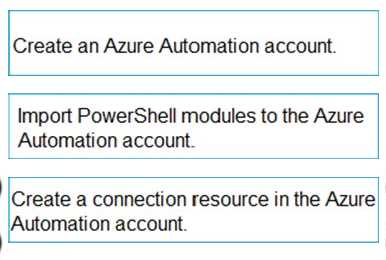 Create an Azure Automation account.
Import PowerShell modules to the Azure
Automation account.
Create a connection resource in the Azure
Automation account.